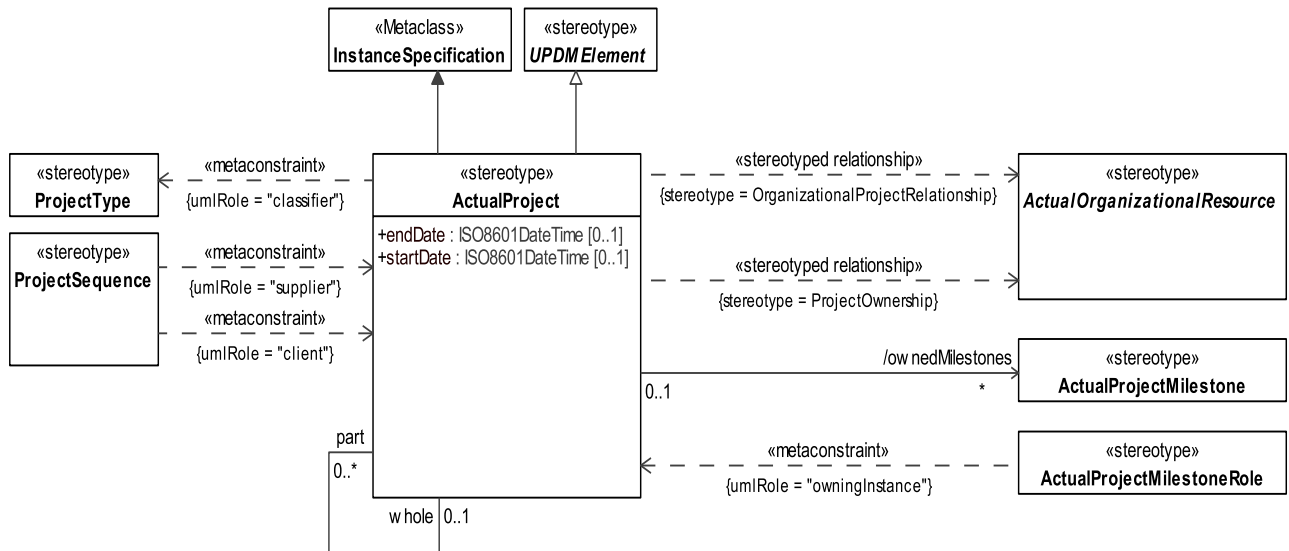 «Metaclass»
InstanceSpecification
«stereotype»
UPDMElement
«stereotype»
ProjectType
«metaconstraint»
{umlRole = "classifier"}
«stereotype»
ActualProject
+endDate : ISO8601DateTime [0..1]
+startDate : ISO8601DateTime [0..1]
«stereotyped relationship»
{stereotype = OrganizationalProjectRelationship}
«stereotype»
ActualOrganizationalResource
«stereotype»
ProjectSequence
«metaconstraint»
{umlRole = "supplier"}
«metaconstraint»
{umlRole = "client"}
«stereotyped relationship»
{stereotype = ProjectOwnership}
/ownedMilestones
0..1
*
«stereotype»
ActualProjectMilestone
part
0..*
«metaconstraint»
{umlRole = "owningInstance"}
«stereotype»
ActualProjectMilestoneRole
whole
0..1